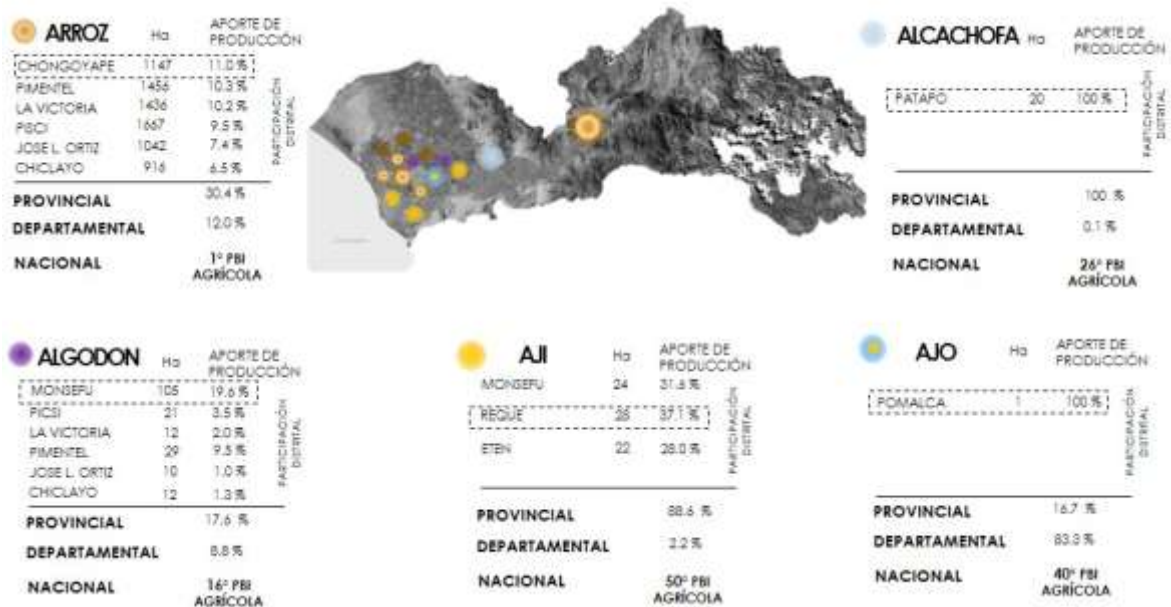 ARROZ Ha APORTE DE PRODUCCIÓN
CHONGOYAPE 1147 11.0 %
PIMENTEL 1456 10.3 %
LA VICTORIA 1436 10.2 %
PISCI 1667 9.5 %
JOSE L. ORTIZ 1042 7.4 %
CHICLAYO 916 6.5 %
PARTICIPACIÓN DISTRITAL
PROVINCIAL 30.4 %
DEPARTAMENTAL 12.0 %
NACIONAL 1º PBI AGRÍCOLA
ALCACHOFA Ha APORTE DE PRODUCCIÓN
PATAPO 20 100 %
PARTICIPACIÓN DISTRITAL
PROVINCIAL 100 %
DEPARTAMENTAL 0.1 %
NACIONAL 26º PBI AGRÍCOLA
ALGODON Ha APORTE DE PRODUCCIÓN
MONSEFU 105 19.6 %
PICSI 21 3.5 %
LA VICTORIA 12 2.0 %
PIMENTEL 29 9.5 %
JOSE L. ORTIZ 10 1.0 %
CHICLAYO 12 1.3 %
PARTICIPACIÓN DISTRITAL
PROVINCIAL 17.6 %
DEPARTAMENTAL 8.8 %
NACIONAL 16º PBI AGRÍCOLA
AJI Ha APORTE DE PRODUCCIÓN
MONSEFU 24 31.6 %
REQUE 28 37.1 %
ETEN 22 28.0 %
PARTICIPACIÓN DISTRITAL
PROVINCIAL 88.6 %
DEPARTAMENTAL 2.2 %
NACIONAL 50º PBI AGRÍCOLA
AJO Ha APORTE DE PRODUCCIÓN
POMALCA 1 100 %
PARTICIPACIÓN DISTRITAL
PROVINCIAL 16.7 %
DEPARTAMENTAL 83.3 %
NACIONAL 40º PBI AGRÍCOLA